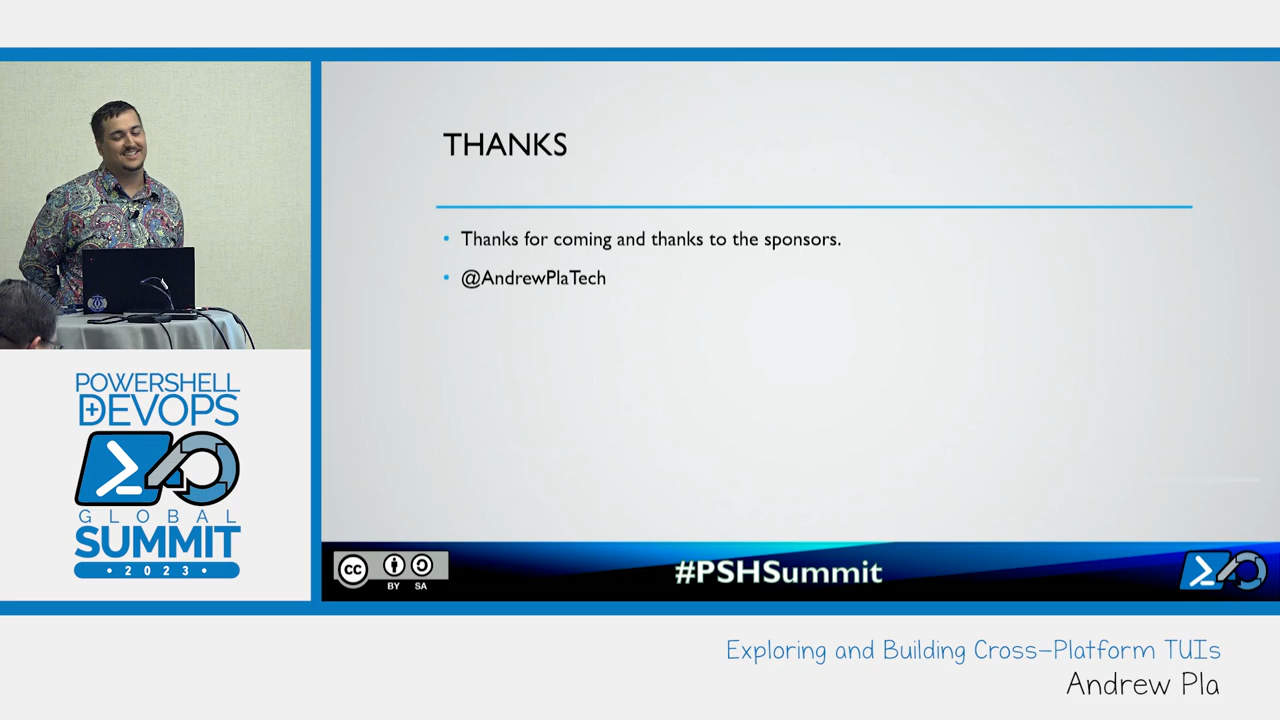 THANKS
Thanks for coming and thanks to the sponsors.
@AndrewPlaTech
POWERSHELL
+DEVOPS
GLOBAL
SUMMIT
• 2023 •
cc
BY SA
#PSHSummit
Exploring and Building Cross-Platform TUIs
Andrew Pla